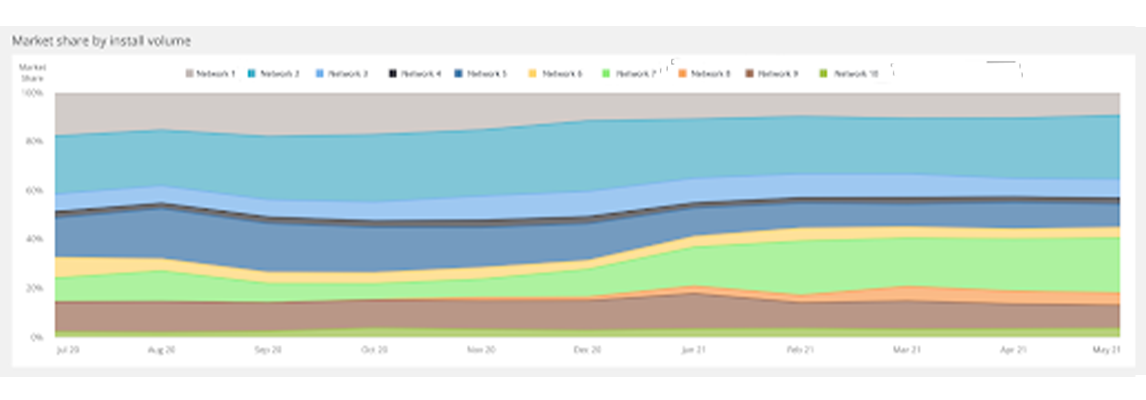 Market share by install volume
Market
Share
Network 1 Network 2 Network 3 Network 4 Network 5 Network 6 Network 7 Network 8 Network 9 Network 10
100%
80%
60%
40%
20%
0%
Jul 20 Aug 20 Sep 20 Oct 20 Nov 20 Dec 20 Jun 21 Feb 21 Mar 21 Apr 21 May 21